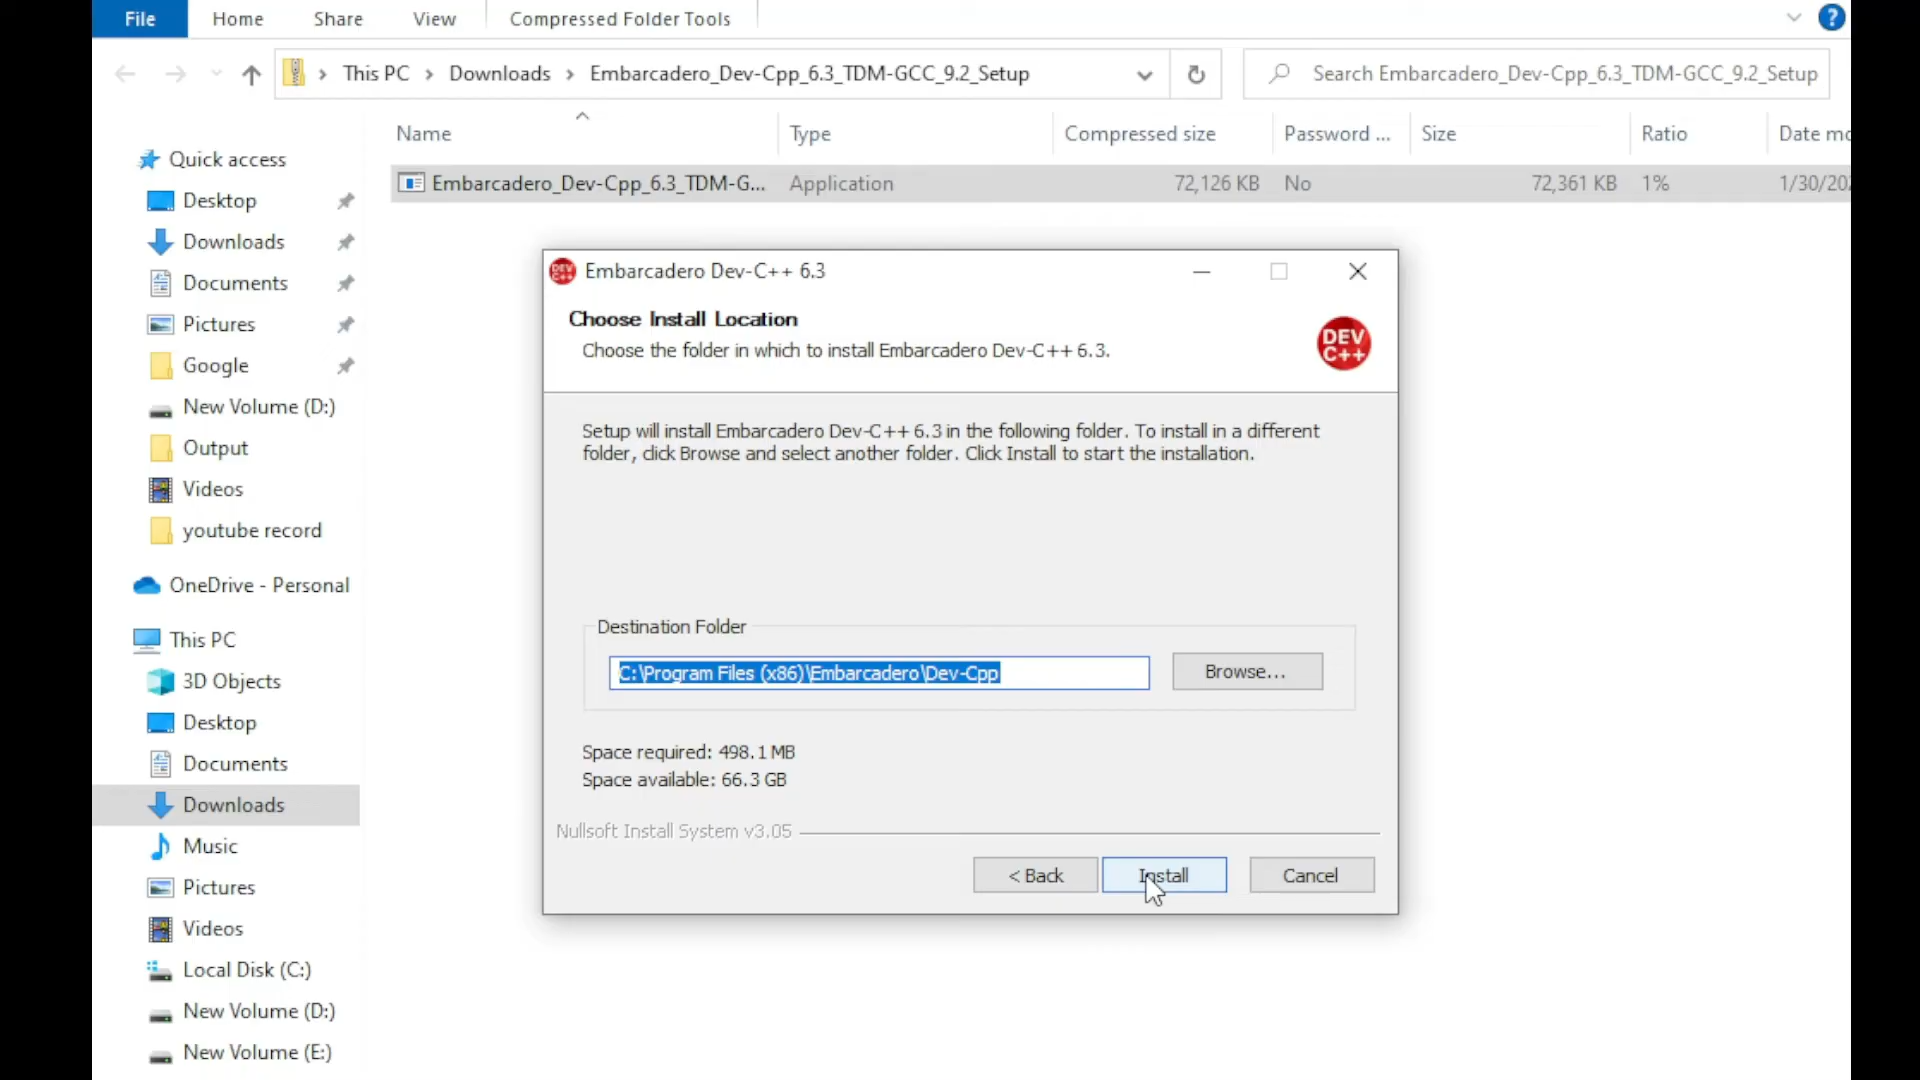 File Home Share View Compressed Folder Tools ?
This PC Downloads Embarcadero_Dev-Cpp_6.3_TDM-GCC_9.2_Setup Search Embarcadero_Dev-Cpp_6.3_TDM-GCC_9.2_Setup
Name Type Compressed size Password ... Size Ratio Date mo
Embarcadero_Dev-Cpp_6.3_TDM-G... Application 72,126 KB No 72,361 KB 1% 1/30/202
Quick access
Desktop
Downloads
Documents
Pictures
Google
New Volume (D:)
Output
Videos
youtube record
OneDrive - Personal
This PC
3D Objects
Desktop
Documents
Downloads
Music
Pictures
Videos
Local Disk (C:)
New Volume (D:)
New Volume (E:)
DEV C++ Embarcadero Dev-C++ 6.3
Choose Install Location
Choose the folder in which to install Embarcadero Dev-C++ 6.3.
DEV
C++
Setup will install Embarcadero Dev-C++ 6.3 in the following folder. To install in a different
folder, click Browse and select another folder. Click Install to start the installation.
Destination Folder
C:\Program Files (x86)\Embarcadero\Dev-Cpp Browse...
Space required: 498.1 MB
Space available: 66.3 GB
Nullsoft Install System v3.05
< Back Install Cancel